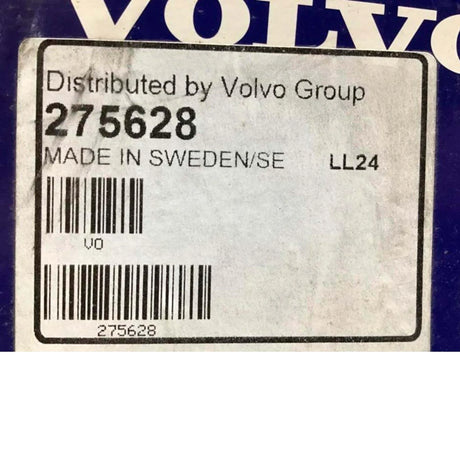 VOLVO
Distributed by Volvo Group
275628
MADE IN SWEDEN/SE LL24
VO
275628